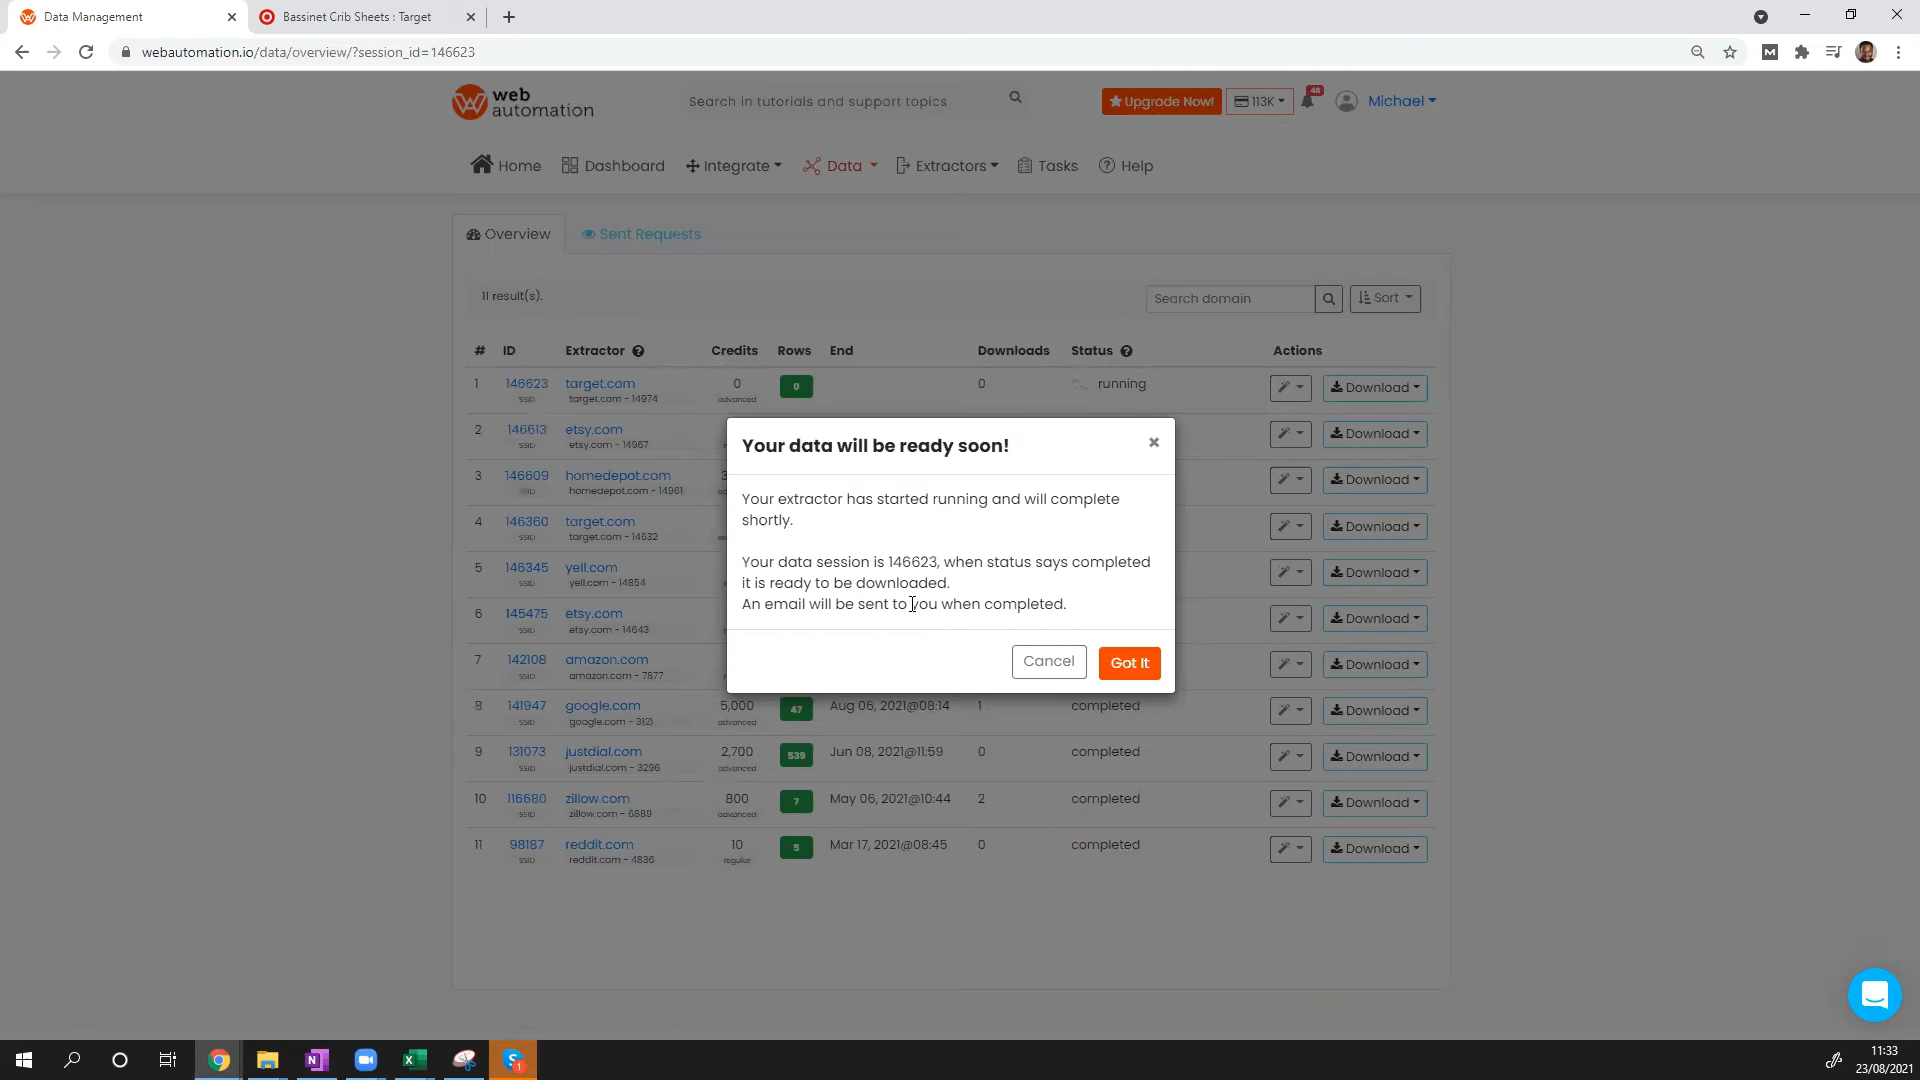 Data Management
Bassinet Crib Sheets : Target
webautomation.io/data/overview/?session_id=146623
web automation
Search in tutorials and support topics
Upgrade Now!
113K
48
Michael
Home
Dashboard
Integrate
Data
Extractors
Tasks
Help
Overview
Sent Requests
11 result(s).
Search domain
Sort
# ID Extractor Credits Rows End Downloads Status Actions
1 146623 target.com 0 0 0 running Download
SSID target.com - 14974 advanced
2 146613 etsy.com Download
SSID etsy.com - 14967
3 146609 homedepot.com 3 Download
homedepot.com - 14961
4 146360 target.com Download
SSID target.com - 14632
5 146345 yell.com Download
SSID yell.com - 14854
6 145475 etsy.com Download
SSID etsy.com - 14643
7 142108 amazon.com Download
SSID amazon.com - 7877
8 141947 google.com 5,000 47 Aug 06, 2021@08:14 1 completed Download
SSID google.com - 3121 advanced
9 131073 justdial.com 2,700 539 Jun 08, 2021@11:59 0 completed Download
SSID justdial.com - 3296 advanced
10 116680 zillow.com 800 7 May 06, 2021@10:44 2 completed Download
SSID zillow.com - 6889 advanced
11 98187 reddit.com 10 5 Mar 17, 2021@08:45 0 completed Download
SSID reddit.com - 4836 regular
Your data will be ready soon!
Your extractor has started running and will complete
shortly.
Your data session is 146623, when status says completed
it is ready to be downloaded.
An email will be sent to you when completed.
Cancel
Got It
11:33
23/08/2021